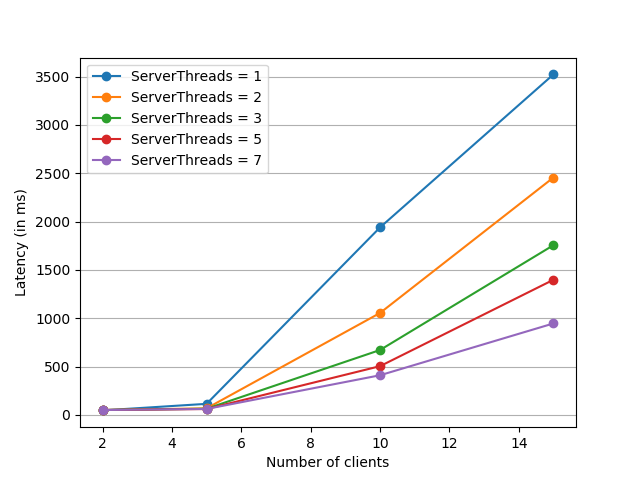 ServerThreads = 1
ServerThreads = 2
ServerThreads = 3
ServerThreads = 5
ServerThreads = 7
3500
3000
2500
2000
1500
1000
500
0
Latency (in ms)
2 4 6 8 10 12 14
Number of clients